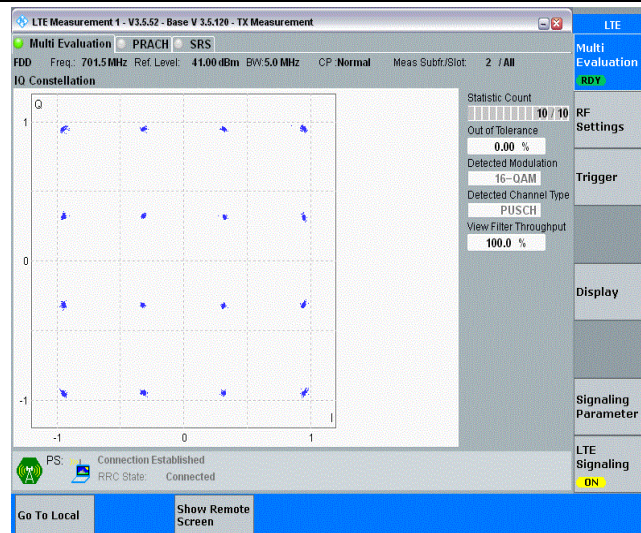 LTE Measurement 1 - V3.5.52 - Base V 3.5.120 - TX Measurement
LTE
Multi Evaluation PRACH SRS
Multi
Evaluation
RDY
FDD Freq.: 701.5 MHz Ref. Level: 41.00 dBm BW:5.0 MHz CP :Normal Meas Subfr./Slot: 2 / All
IQ Constellation
Q
1
0
-1
-1 0 1
I
Statistic Count
10 / 10
Out of Tolerance
0.00 %
Detected Modulation
16-QAM
Detected Channel Type
PUSCH
View Filter Throughput
100.0 %
RF
Settings
Trigger
Display
Signaling
Parameter
LTE
Signaling
ON
PS: Connection Established
RRC State: Connected
Go To Local
Show Remote
Screen